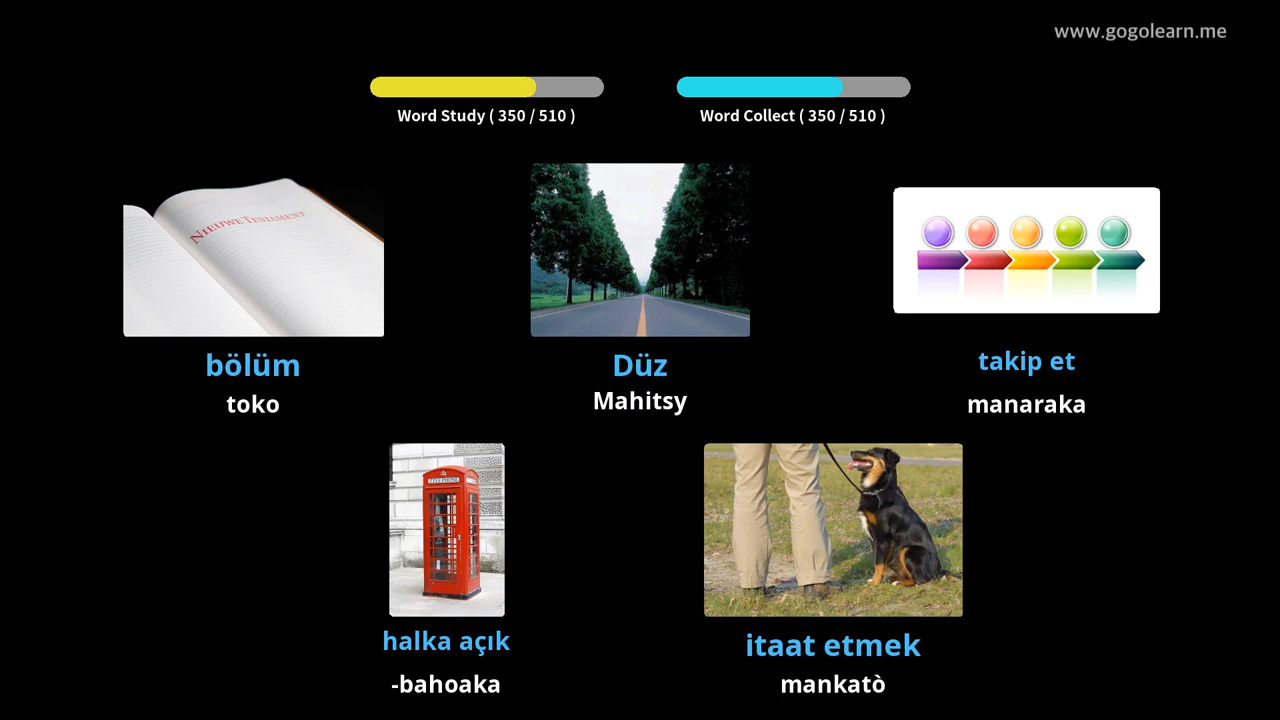 www.gogolearn.me
Word Study ( 350 / 510 )
Word Collect ( 350 / 510 )
NIEUWE TESTAMENT
bölüm
toko
Düz
Mahitsy
takip et
manaraka
TELEPHONE
halka açık
-bahoaka
itaat etmek
mankatò